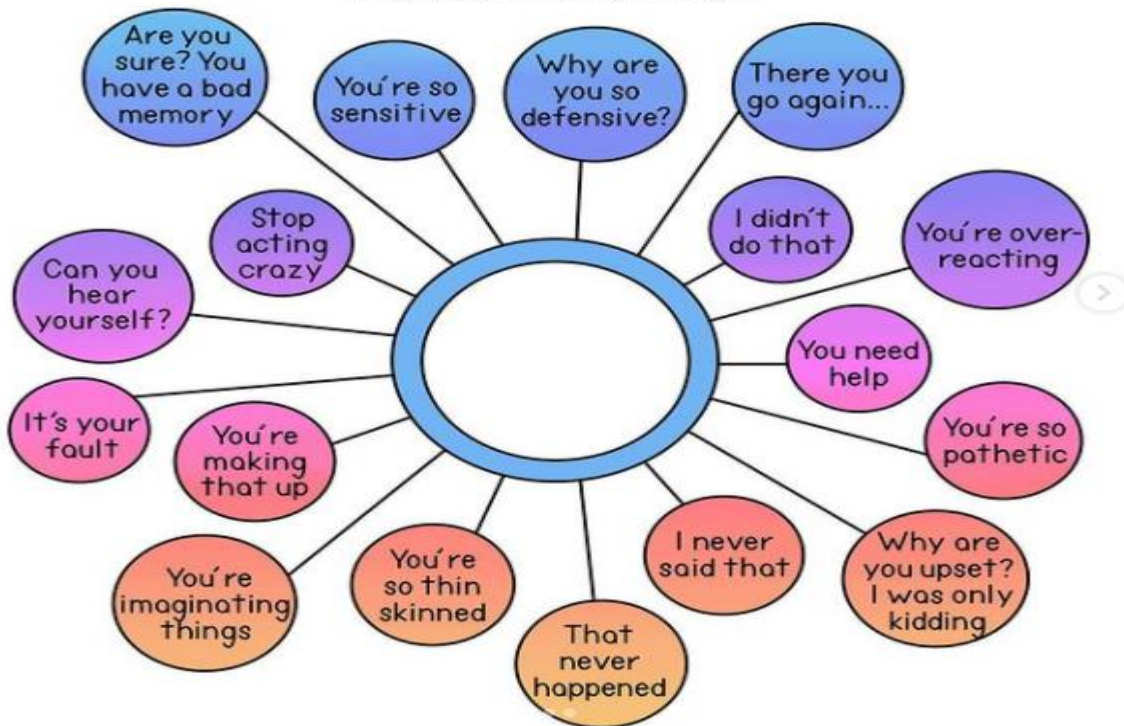 Are you
sure? You
have a bad
memory
You're so
sensitive
Why are
you so
defensive?
There you
go again...
Stop
acting
crazy
I didn't
do that
You're over-
reacting
Can you
hear
yourself?
You need
help
It's your
fault
You're
making
that up
You're so
pathetic
You're
imaginating
things
You're
so thin
skinned
That
never
happened
I never
said that
Why are
you upset?
I was only
kidding